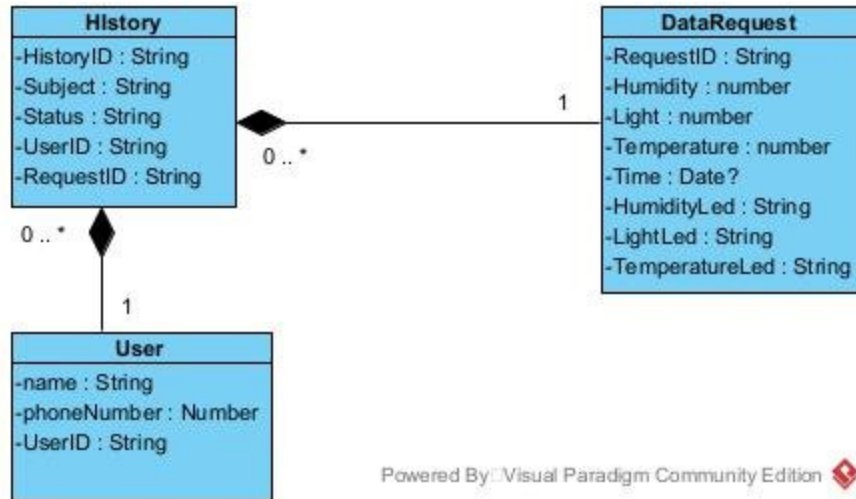 HIstory
-HistoryID : String
-Subject : String
-Status : String
-UserID : String
-RequestID : String
0 .. *
1
DataRequest
-RequestID : String
-Humidity : number
-Light : number
-Temperature : number
-Time : Date?
-HumidityLed : String
-LightLed : String
-TemperatureLed : String
0 .. *
1
User
-name : String
-phoneNumber : Number
-UserID : String
Powered By Visual Paradigm Community Edition